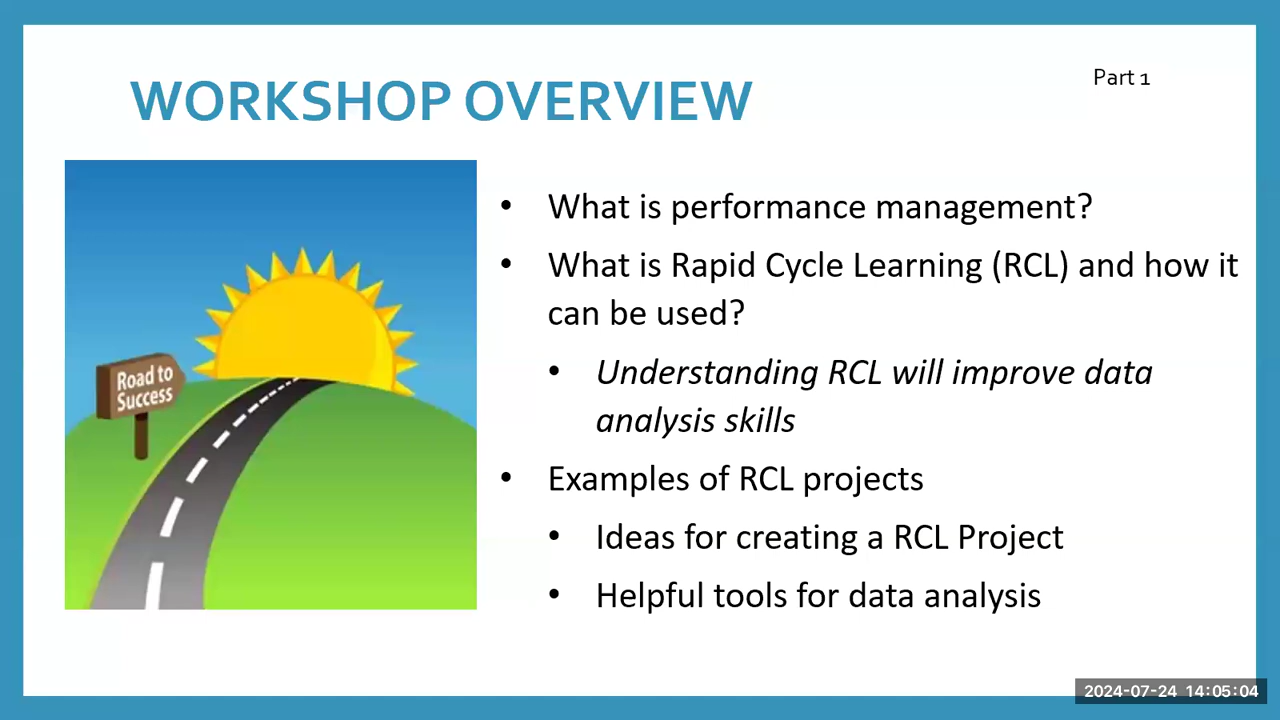 WORKSHOP OVERVIEW
Part 1
Road to
Success
• What is performance management?
• What is Rapid Cycle Learning (RCL) and how it
can be used?
• Understanding RCL will improve data
analysis skills
• Examples of RCL projects
• Ideas for creating a RCL Project
• Helpful tools for data analysis
2024-07-24 14:05:04